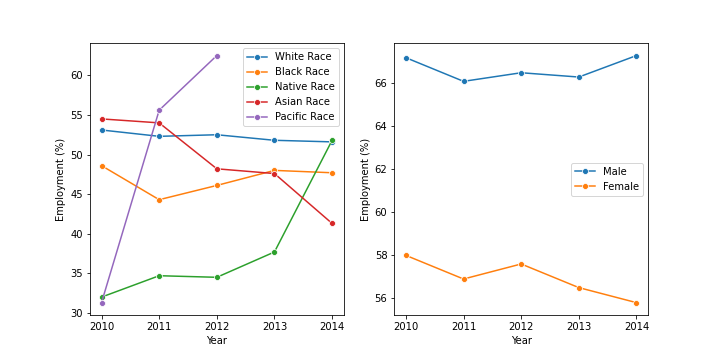 White Race
Black Race
Native Race
Asian Race
Pacific Race
60
55
50
45
40
35
30
Employment (%)
2010 2011 2012 2013 2014
Year
Male
Female
66
64
62
60
58
56
Employment (%)
2010 2011 2012 2013 2014
Year